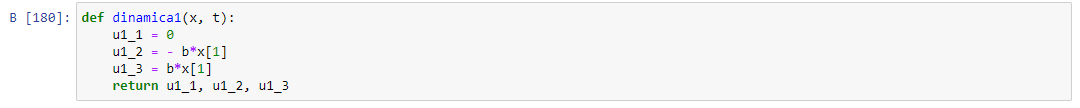 В [180]: def dinamica1(x, t):
    u1_1 = 0
    u1_2 = - b*x[1]
    u1_3 = b*x[1]
    return u1_1, u1_2, u1_3